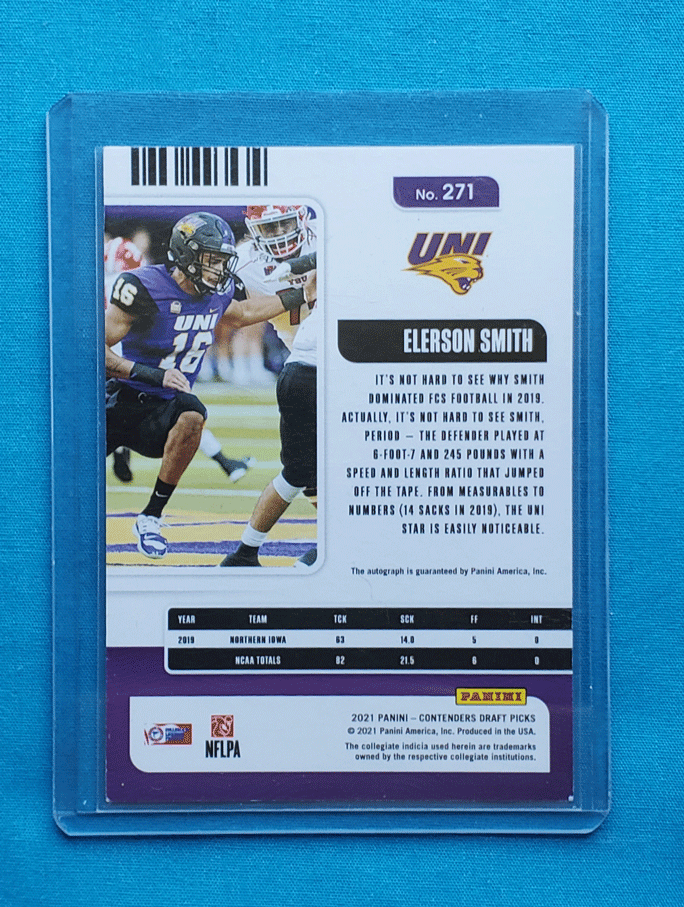 No. 271
UNI
16
UNI
16
ELERSON SMITH
IT'S NOT HARD TO SEE WHY SMITH
DOMINATED FCS FOOTBALL IN 2019.
ACTUALLY, IT'S NOT HARD TO SEE SMITH,
PERIOD — THE DEFENDER PLAYED AT
6-FOOT-7 AND 245 POUNDS WITH A
SPEED AND LENGTH RATIO THAT JUMPED
OFF THE TAPE. FROM MEASURABLES TO
NUMBERS (14 SACKS IN 2019), THE UNI
STAR IS EASILY NOTICEABLE.
The autograph is guaranteed by Panini America, Inc.
YEAR TEAM TCK SCK FF INT
2019 NORTHERN IOWA 63 14.0 5 0
NCAA TOTALS 82 21.5 6 0
PANINI
2021 PANINI – CONTENDERS DRAFT PICKS
© 2021 Panini America, Inc. Produced in the USA.
The collegiate indicia used herein are trademarks
owned by the respective collegiate institutions.
NFLPA